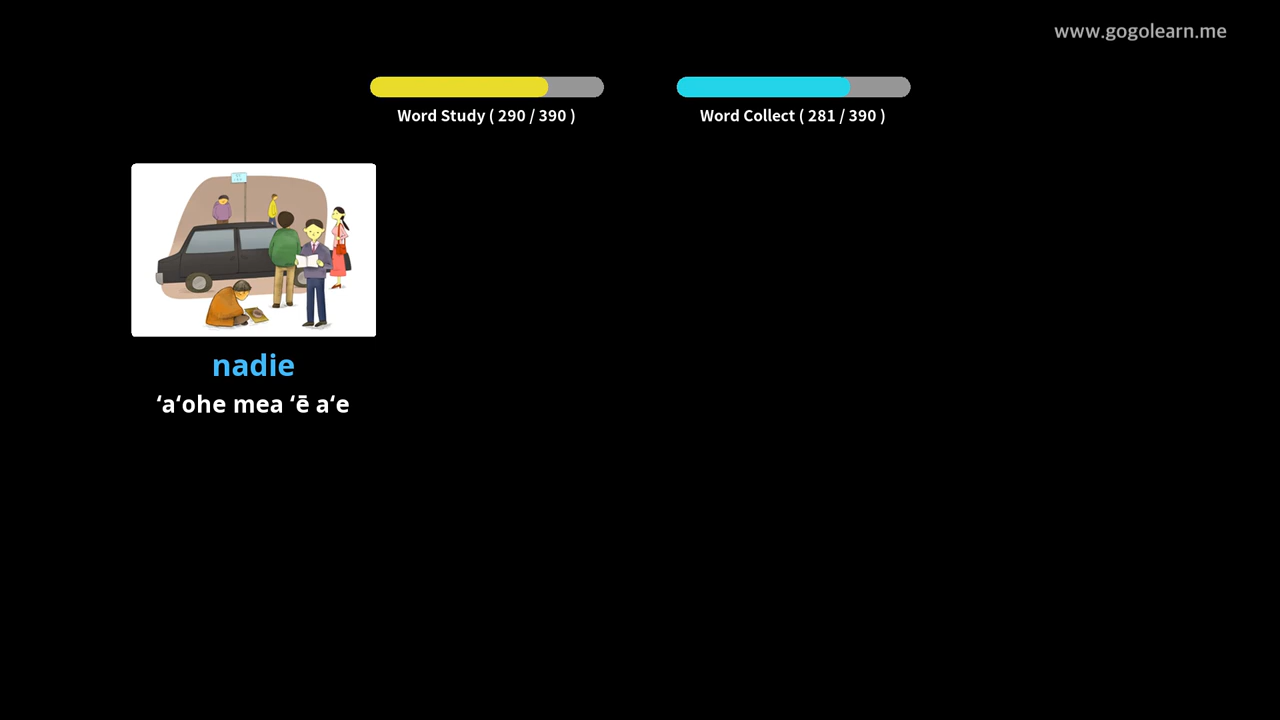 www.gogolearn.me
Word Study ( 290 / 390 )
Word Collect ( 281 / 390 )
nadie
ʻaʻohe mea ʻē aʻe